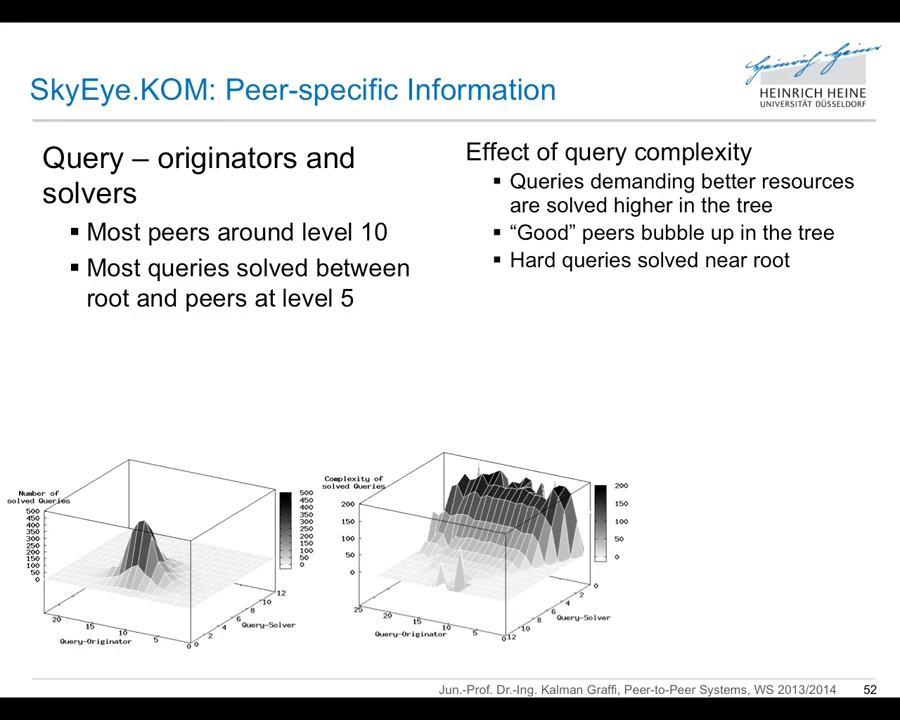 Heinrich Heine
HEINRICH HEINE
UNIVERSITÄT DÜSSELDORF
SkyEye.KOM: Peer-specific Information
Query – originators and
solvers
▪ Most peers around level 10
▪ Most queries solved between
root and peers at level 5
Effect of query complexity
▪ Queries demanding better resources
are solved higher in the tree
▪ “Good” peers bubble up in the tree
▪ Hard queries solved near root
Number of
solved Queries
500
450
400
350
300
250
200
150
100
50
0
20
15
10
5
0
Query-Originator
0
2
4
6
8
10
12
Query-Solver
500
450
400
350
300
250
200
150
100
50
0
Complexity of
solved Queries
200
150
100
50
0
25
20
15
10
5
0
Query-Originator
12
10
8
6
4
2
0
Query-Solver
200
150
100
50
0
Jun.-Prof. Dr.-Ing. Kalman Graffi, Peer-to-Peer Systems, WS 2013/2014 52